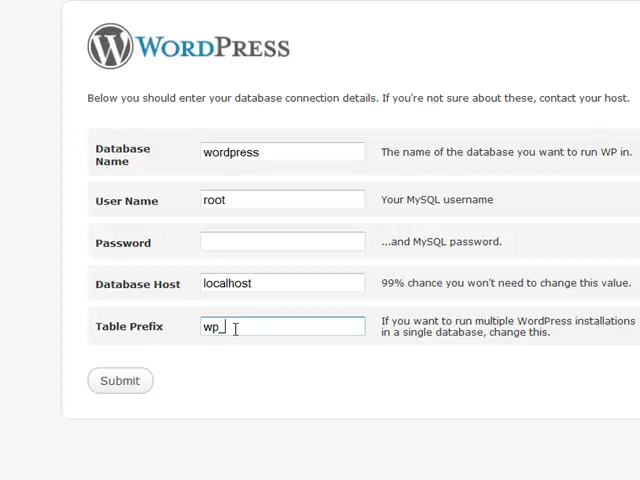 WORDPRESS
Below you should enter your database connection details. If you're not sure about these, contact your host.
Database Name
wordpress
The name of the database you want to run WP in.
User Name
root
Your MySQL username
Password
...and MySQL password.
Database Host
localhost
99% chance you won't need to change this value.
Table Prefix
wp_
If you want to run multiple WordPress installations
in a single database, change this.
Submit